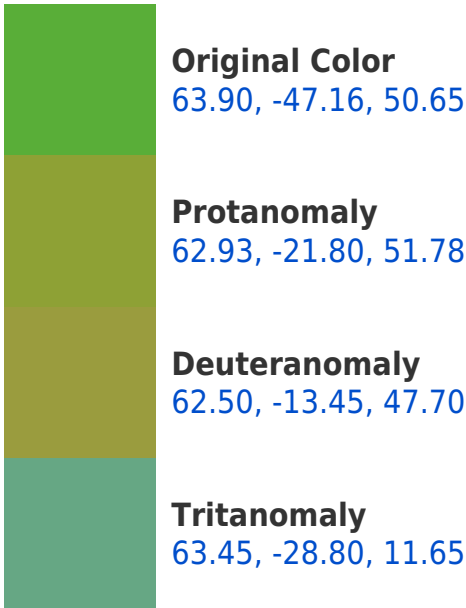 Original Color
63.90, -47.16, 50.65
Protanomaly
62.93, -21.80, 51.78
Deuteranomaly
62.50, -13.45, 47.70
Tritanomaly
63.45, -28.80, 11.65